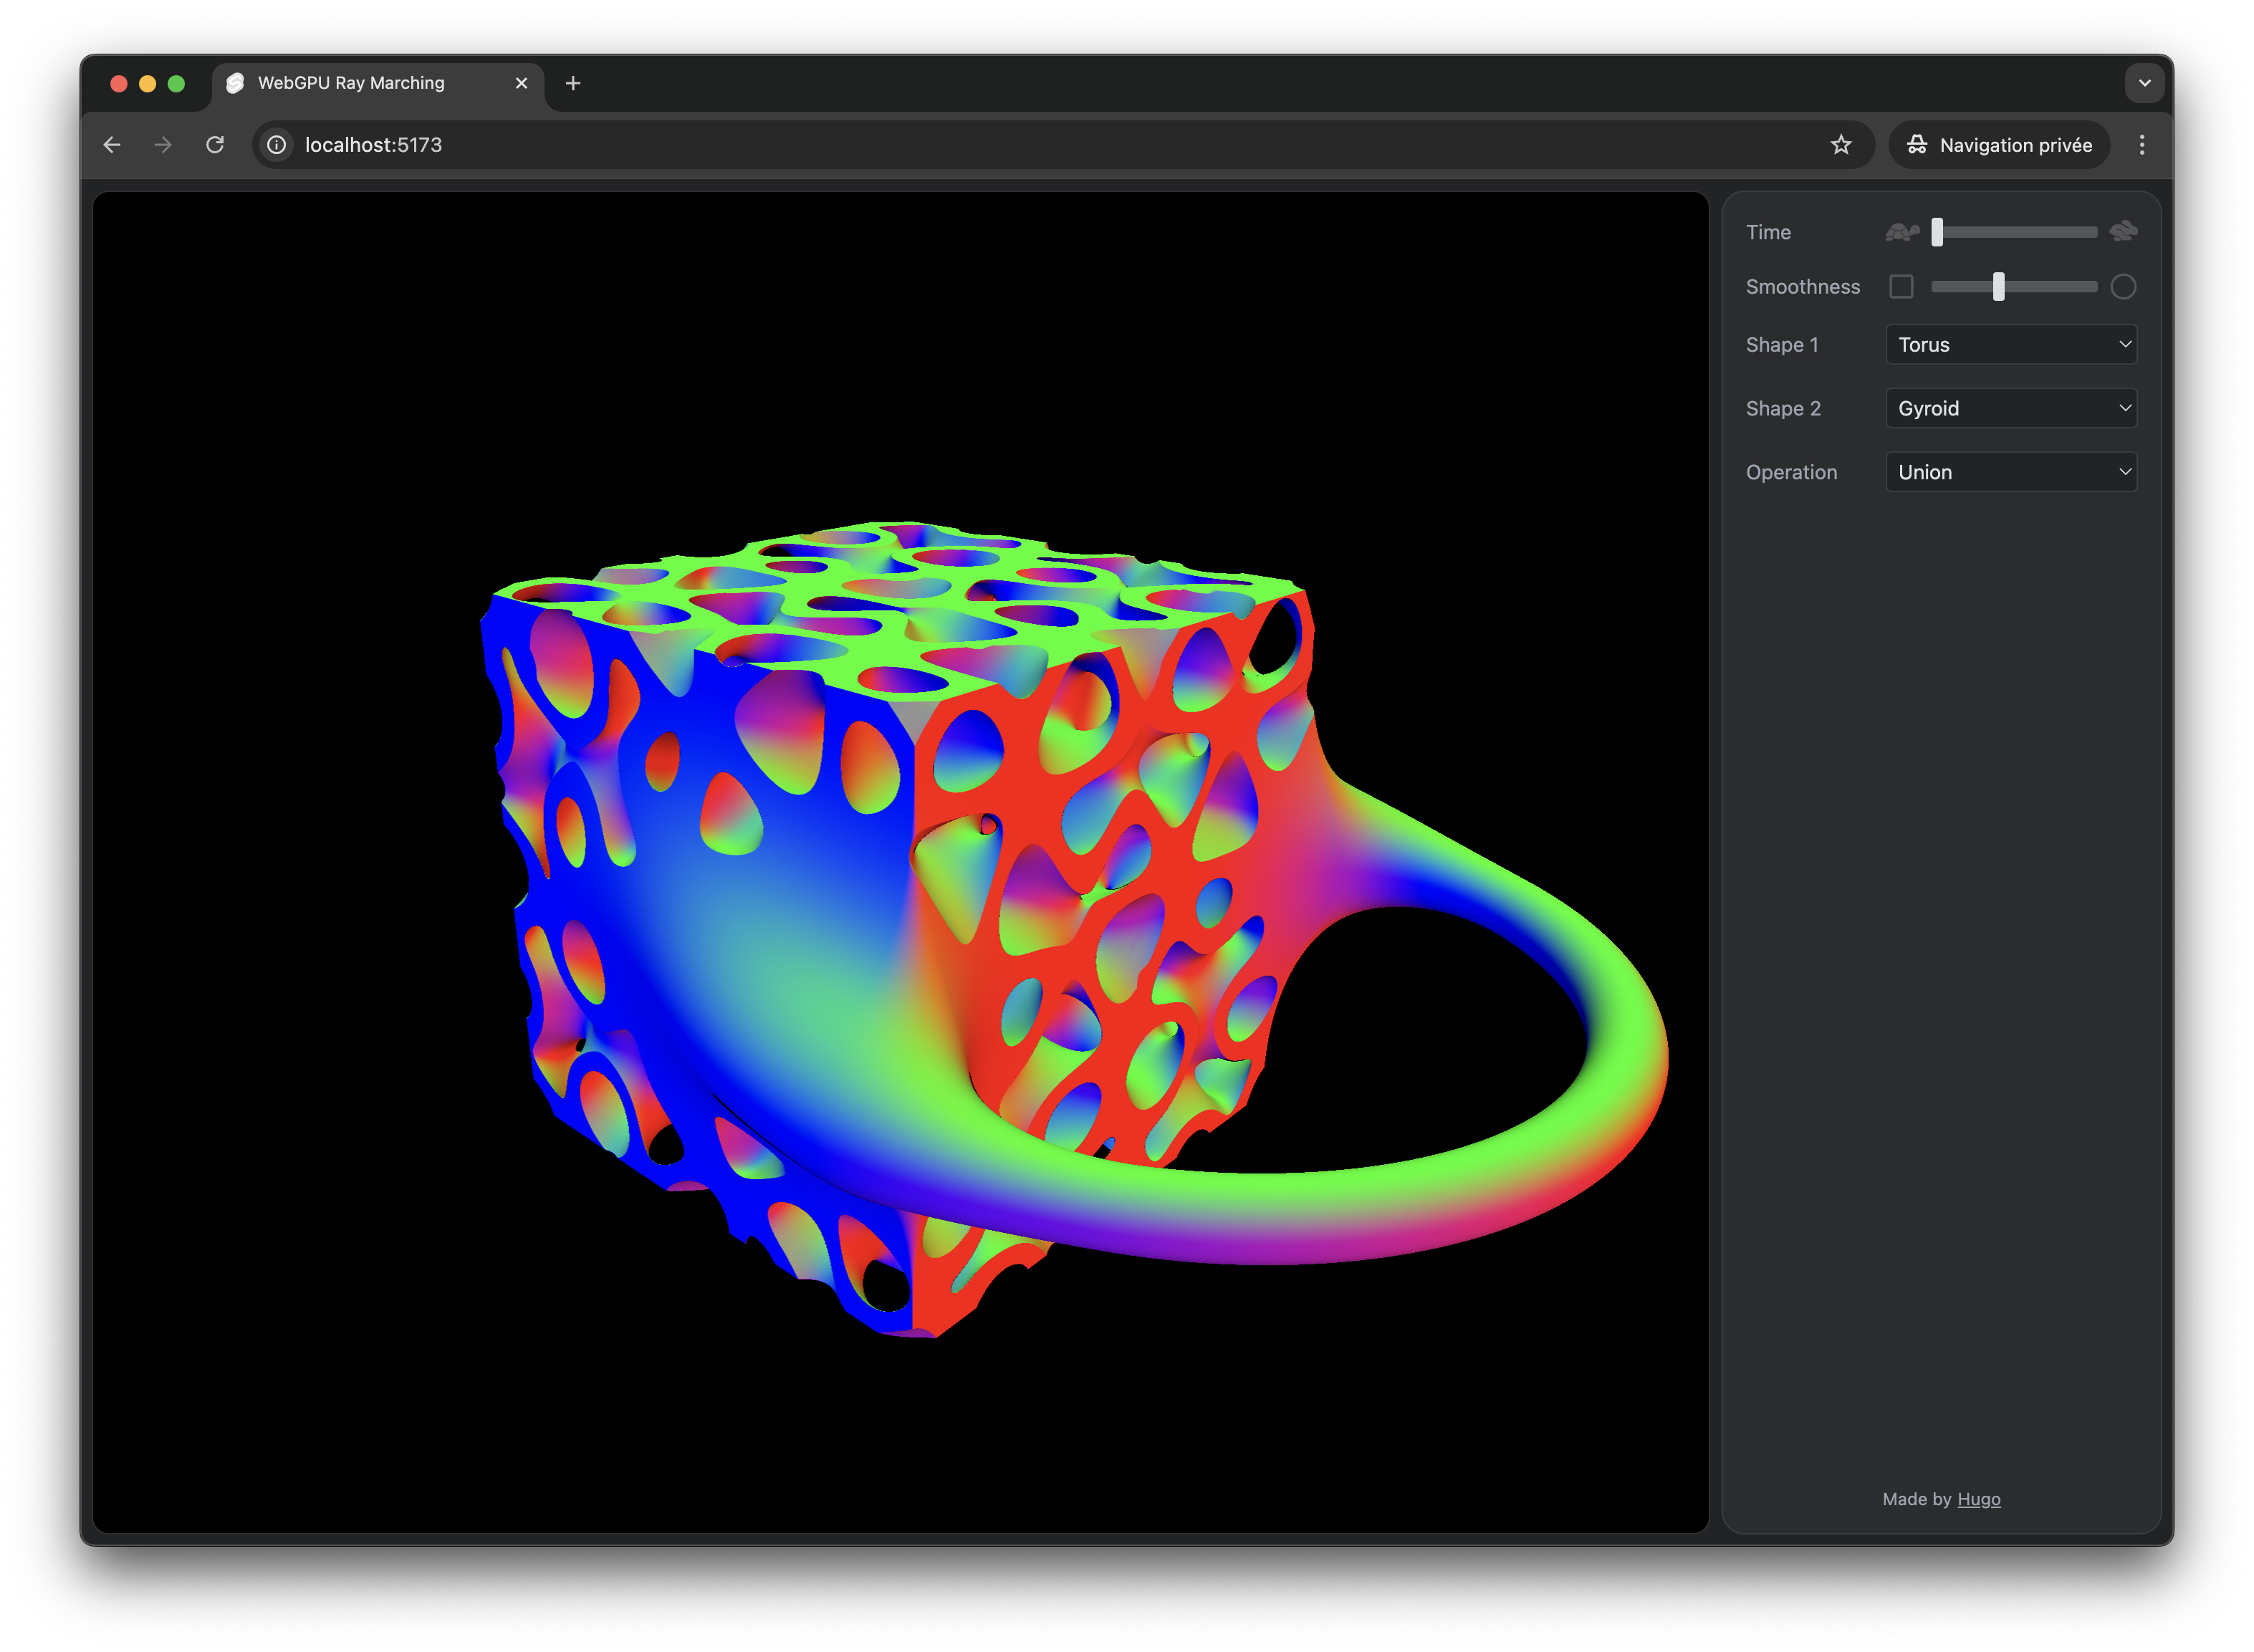 WebGPU Ray Marching
localhost:5173
Navigation privée
Time
Smoothness
Shape 1 Torus
Shape 2 Gyroid
Operation Union
Made by Hugo